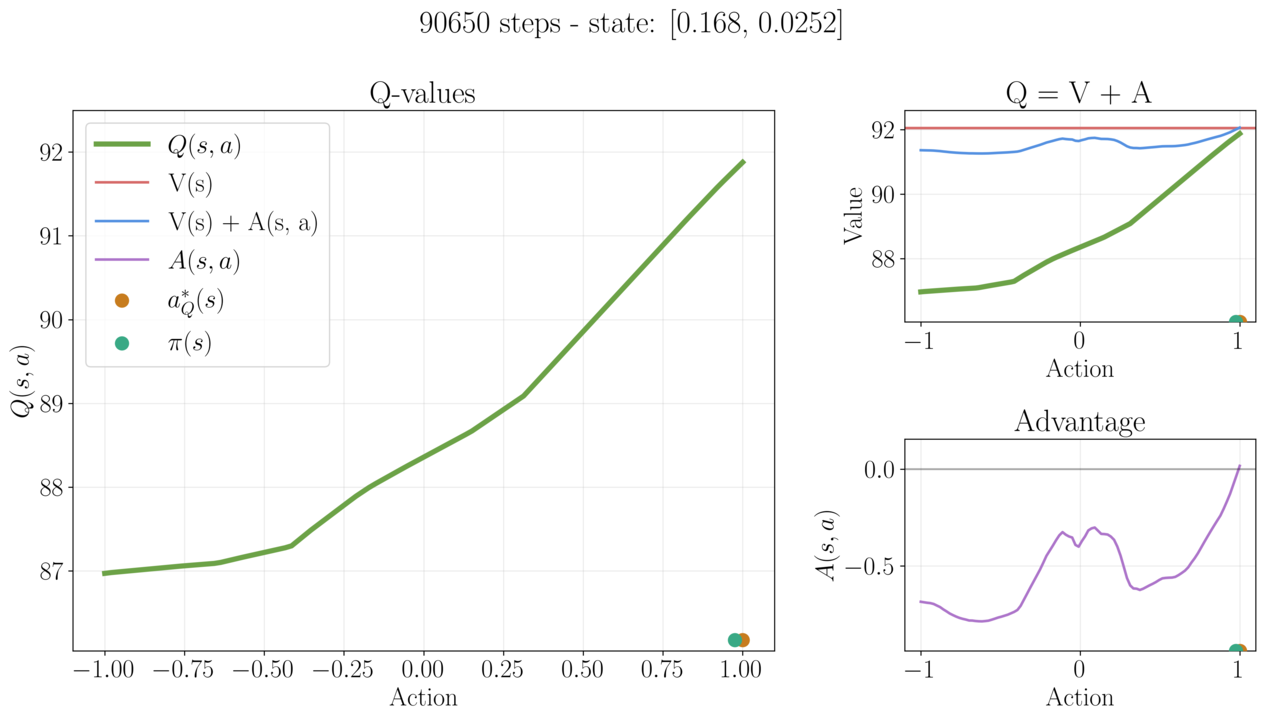 90650 steps - state: [0.168, 0.0252]
Q-values
Q(s, a)
V(s)
V(s) + A(s, a)
A(s, a)
a*_Q(s)
π(s)
Q(s, a)
92
91
90
89
88
87
−1.00 −0.75 −0.50 −0.25 0.00 0.25 0.50 0.75 1.00
Action
Q = V + A
Value
92
90
88
−1 0 1
Action
Advantage
A(s, a)
0.0
−0.5
−1 0 1
Action